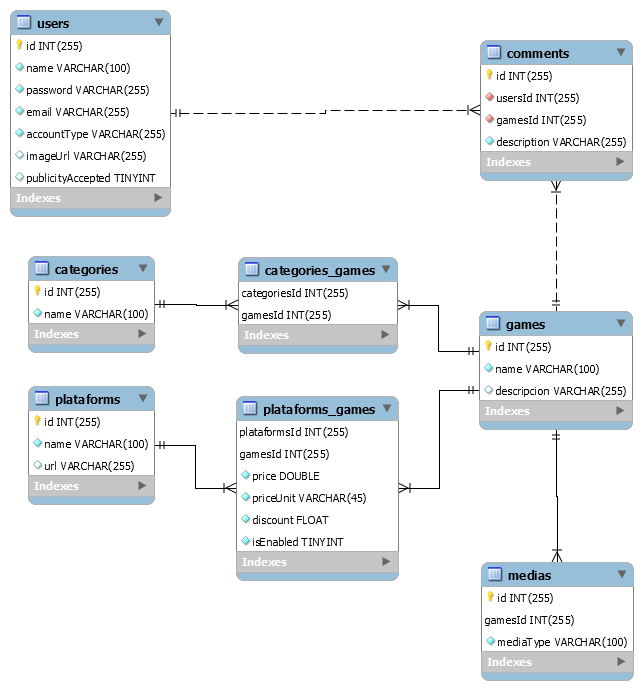 users
id INT(255)
name VARCHAR(100)
password VARCHAR(255)
email VARCHAR(255)
accountType VARCHAR(255)
imageUrl VARCHAR(255)
publicityAccepted TINYINT
Indexes
comments
id INT(255)
usersId INT(255)
gamesId INT(255)
description VARCHAR(255)
Indexes
categories
id INT(255)
name VARCHAR(100)
Indexes
categories_games
categoriesId INT(255)
gamesId INT(255)
Indexes
games
id INT(255)
name VARCHAR(100)
descripcion VARCHAR(255)
Indexes
plataforms
id INT(255)
name VARCHAR(100)
url VARCHAR(255)
Indexes
plataforms_games
plataformsId INT(255)
gamesId INT(255)
price DOUBLE
priceUnit VARCHAR(45)
discount FLOAT
isEnabled TINYINT
Indexes
medias
id INT(255)
gamesId INT(255)
mediaType VARCHAR(100)
Indexes